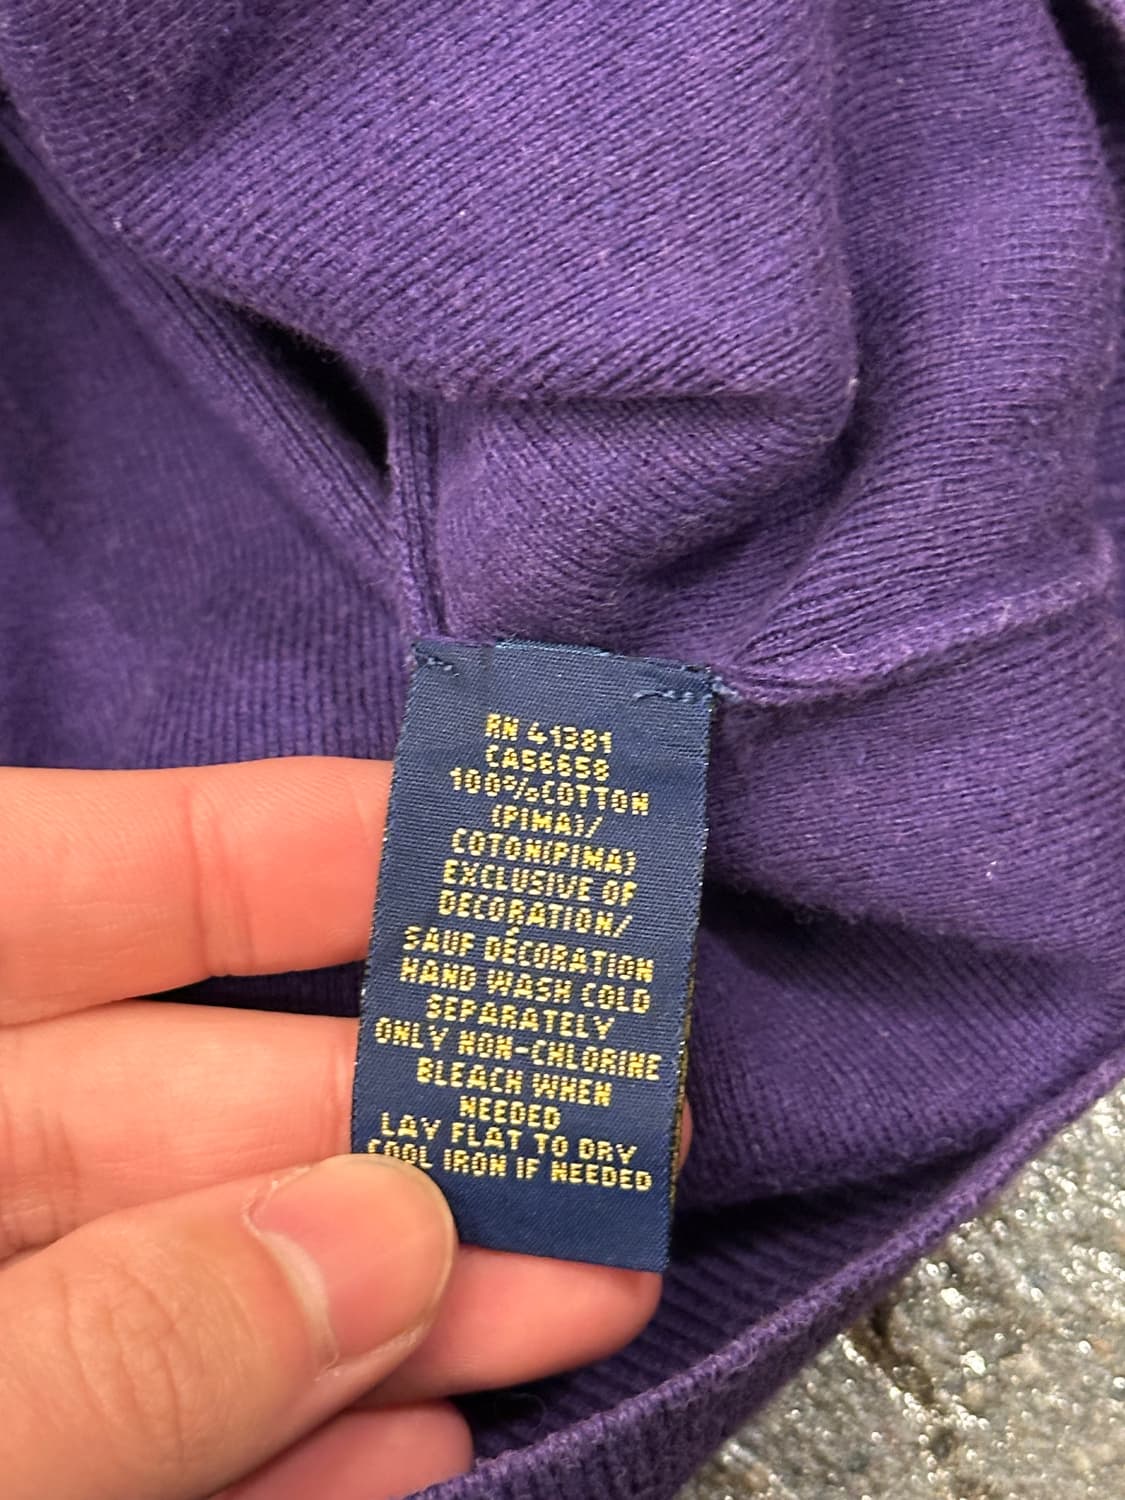 RN 41381
CA56658
100%COTTON
(PIMA)/
COTON(PIMA)
EXCLUSIVE OF
DECORATION/
SAUF DÉCORATION
HAND WASH COLD
SEPARATELY
ONLY NON-CHLORINE
BLEACH WHEN
NEEDED
LAY FLAT TO DRY
COOL IRON IF NEEDED